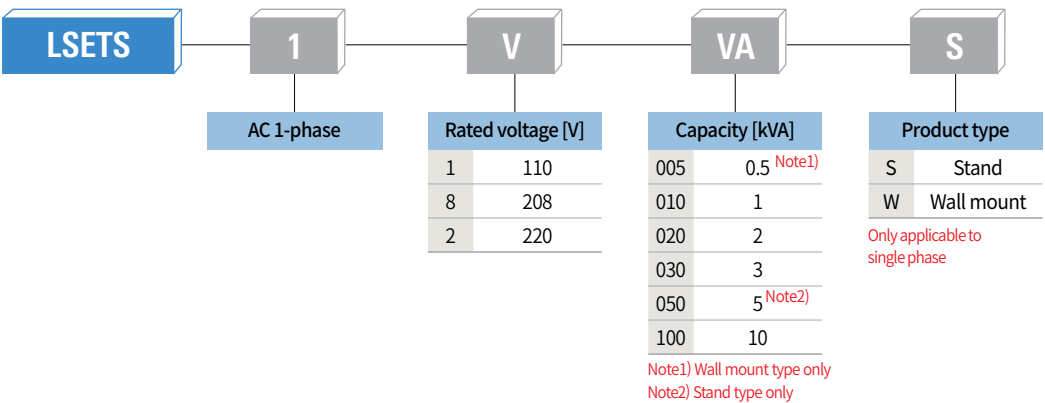 LSETS 1 V VA S
AC 1-phase
Rated voltage [V]
1 110
8 208
2 220
Capacity [kVA]
005 0.5 Note1)
010 1
020 2
030 3
050 5 Note2)
100 10
Note1) Wall mount type only
Note2) Stand type only
Product type
S Stand
W Wall mount
Only applicable to
single phase